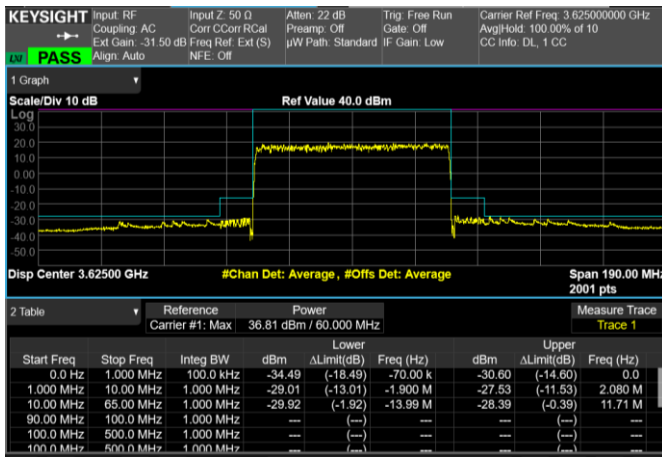 KEYSIGHT Input: RF Input Z: 50 Ω Atten: 22 dB Trig: Free Run Carrier Ref Freq: 3.625000000 GHz
Coupling: AC Corr CCorr RCal Preamp: Off Gate: Off Avg|Hold: 100.00% of 10
Ext Gain: -31.50 dB Freq Ref: Ext (S) µW Path: Standard IF Gain: Low CC Info: DL, 1 CC
LXI PASS Align: Auto NFE: Off
1 Graph
Scale/Div 10 dB Ref Value 40.0 dBm
Log
30.0
20.0
10.0
0.00
-10.0
-20.0
-30.0
-40.0
-50.0
Disp Center 3.62500 GHz #Chan Det: Average , #Offs Det: Average Span 190.00 MHz
2001 pts
2 Table Reference Power Measure Trace
Carrier #1: Max 36.81 dBm / 60.000 MHz Trace 1
Lower Upper
Start Freq Stop Freq Integ BW dBm ΔLimit(dB) Freq (Hz) dBm ΔLimit(dB) Freq (Hz)
0.0 Hz 1.000 MHz 100.0 kHz -34.49 (-18.49) -70.00 k -30.60 (-14.60) 0.0
1.000 MHz 10.00 MHz 1.000 MHz -29.01 (-13.01) -1.900 M -27.53 (-11.53) 2.080 M
10.00 MHz 65.00 MHz 1.000 MHz -29.92 (-1.92) -13.99 M -28.39 (-0.39) 11.71 M
90.00 MHz 100.0 MHz 1.000 MHz --- (---) --- --- (---) ---
100.0 MHz 500.0 MHz 1.000 MHz --- (---) --- --- (---) ---
100.0 MHz 500.0 MHz 1.000 MHz --- (---) --- --- (---) ---